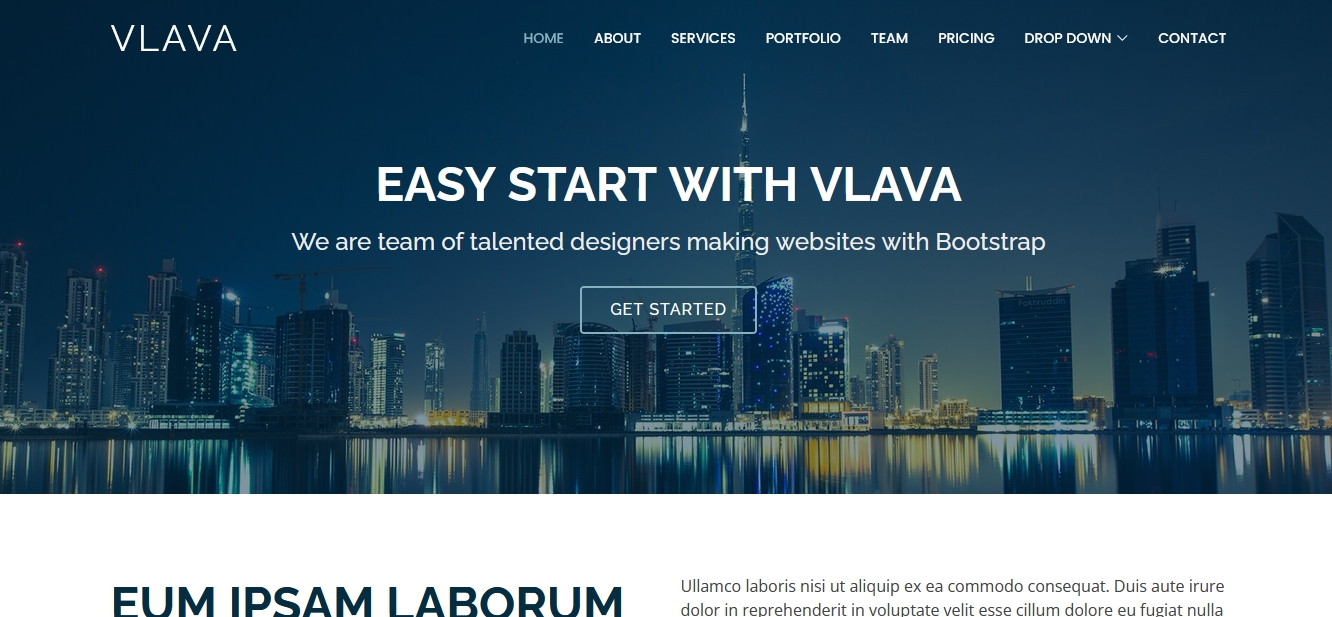 VLAVA
HOME ABOUT SERVICES PORTFOLIO TEAM PRICING DROP DOWN CONTACT
EASY START WITH VLAVA
We are team of talented designers making websites with Bootstrap
GET STARTED
Fakhruddin
EUM IPSAM LABORUM
Ullamco laboris nisi ut aliquip ex ea commodo consequat. Duis aute irure
dolor in reprehenderit in voluptate velit esse cillum dolore eu fugiat nulla